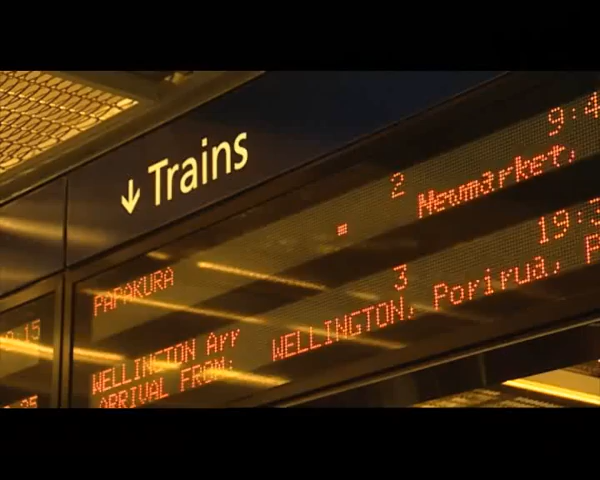 ↓ Trains
9:4
PAPAKURA = 2 Newmarket,
19:3
WELLINGTON Arr 3
ARRIVAL FROM: WELLINGTON, Porirua, P